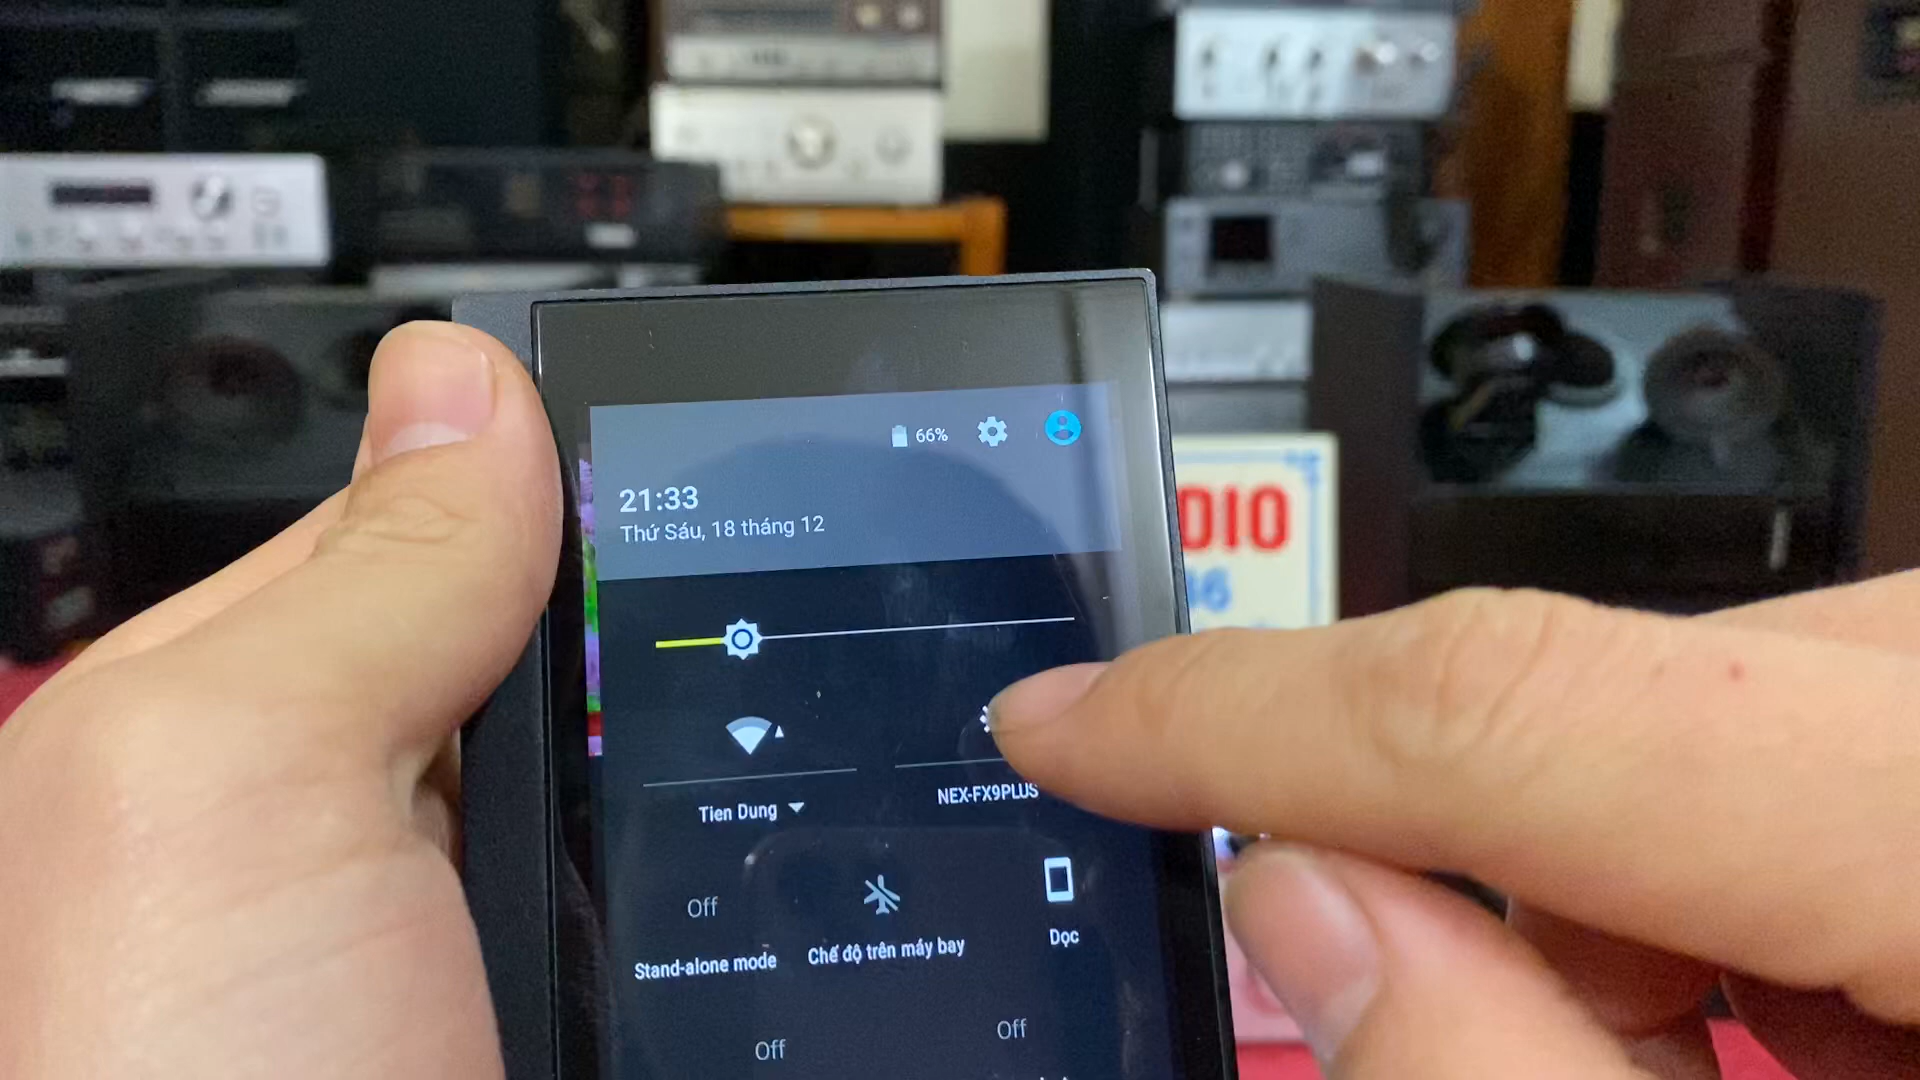 66%
21:33
Thứ Sáu, 18 tháng 12
DIO
Tien Dung
NEX-FX9PLUS
Off
Stand-alone mode
Chế độ trên máy bay
Dọc
Off
Off